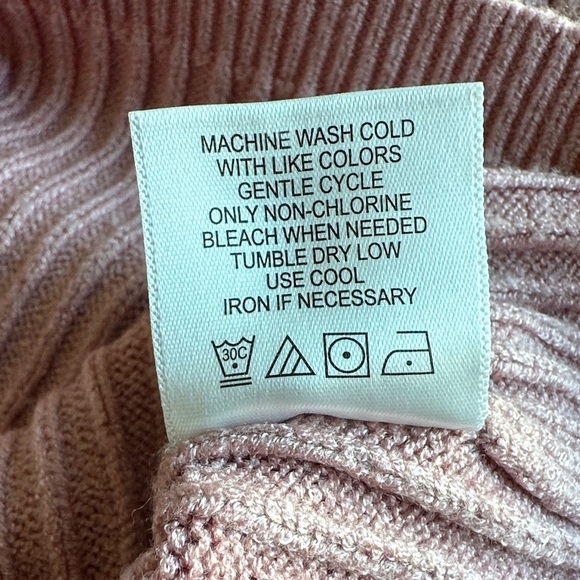 MACHINE WASH COLD
WITH LIKE COLORS
GENTLE CYCLE
ONLY NON-CHLORINE
BLEACH WHEN NEEDED
TUMBLE DRY LOW
USE COOL
IRON IF NECESSARY
30C